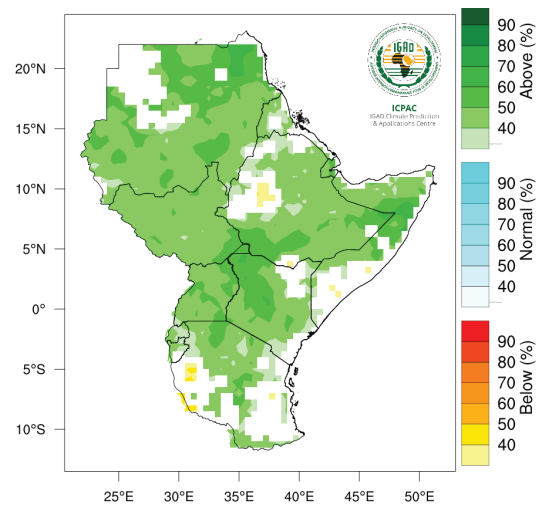 20°N
15°N
10°N
5°N
0°
5°S
10°S
25°E
30°E
35°E
40°E
45°E
50°E
IGAD
ICPAC
IGAD Climate Prediction
& Applications Centre
90
80
70
60
50
40
Above (%)
90
80
70
60
50
40
Normal (%)
90
80
70
60
50
40
Below (%)